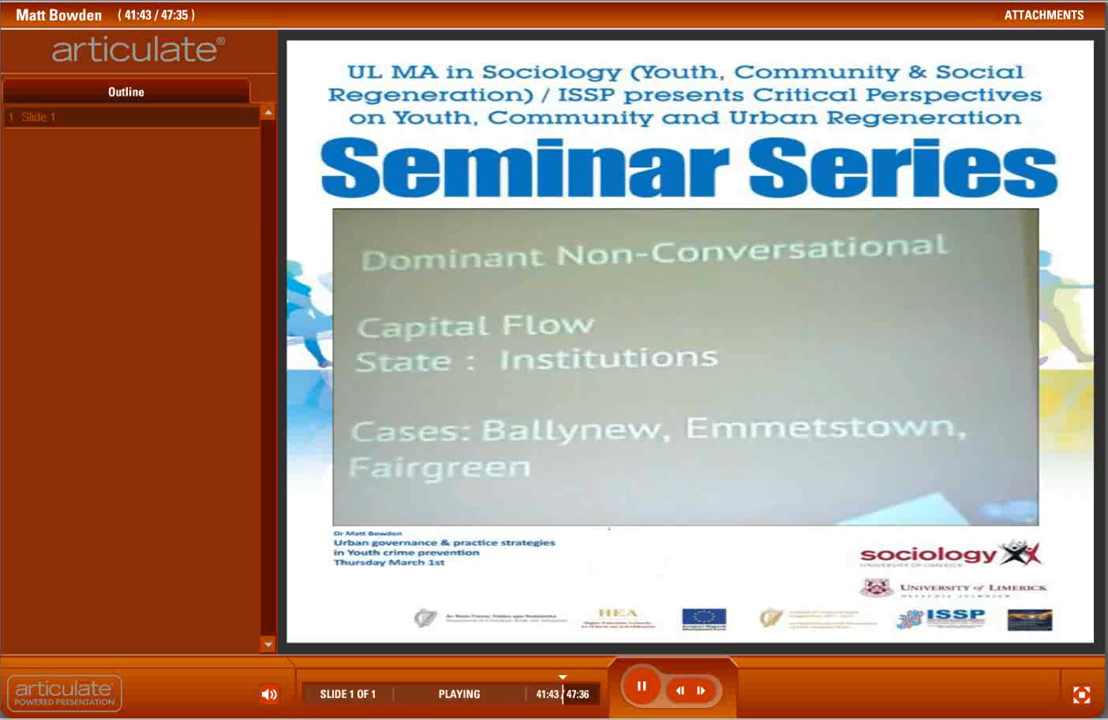 Matt Bowden ( 41:43 / 47:35 )
ATTACHMENTS
articulate®
Outline
1 Slide 1
UL MA in Sociology (Youth, Community & Social
Regeneration) / ISSP presents Critical Perspectives
on Youth, Community and Urban Regeneration
Seminar Series
Dominant Non-Conversational
Capital Flow
State : Institutions
Cases: Ballynew, Emmetstown,
Fairgreen
Dr Matt Bowden
Urban governance & practice strategies
in Youth crime prevention
Thursday March 1st
sociology
UNIVERSITY OF LIMERICK
UNIVERSITY of LIMERICK
HEA
ISSP
articulate
POWERED PRESENTATION
SLIDE 1 OF 1
PLAYING
41:43 / 47:36